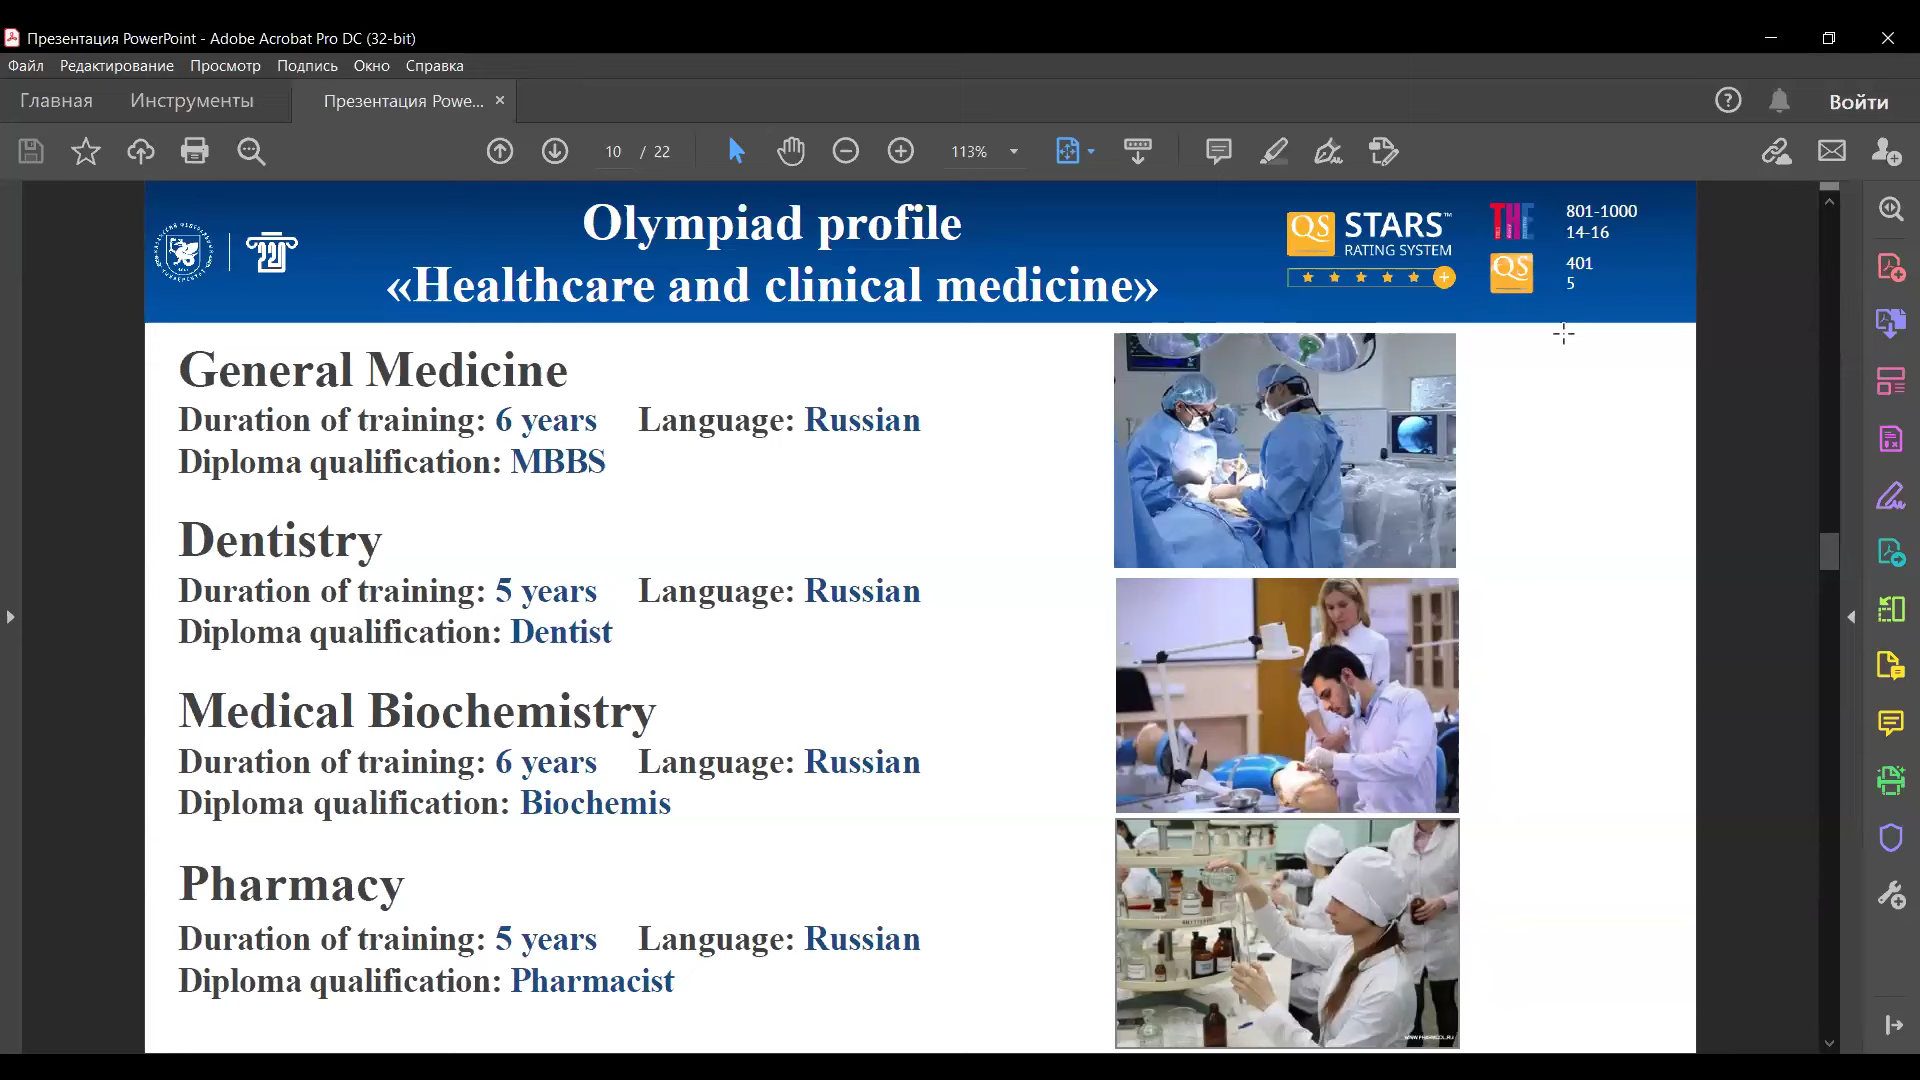 Презентация PowerPoint - Adobe Acrobat Pro DC (32-bit)
Файл Редактирование Просмотр Подпись Окно Справка
Главная Инструменты Презентация Powe... Войти
10 / 22 113%
Olympiad profile
«Healthcare and clinical medicine»
QS STARS™
RATING SYSTEM
THE 801-1000
14-16
QS 401
5
General Medicine
Duration of training: 6 years Language: Russian
Diploma qualification: MBBS
Dentistry
Duration of training: 5 years Language: Russian
Diploma qualification: Dentist
Medical Biochemistry
Duration of training: 6 years Language: Russian
Diploma qualification: Biochemis
Pharmacy
Duration of training: 5 years Language: Russian
Diploma qualification: Pharmacist